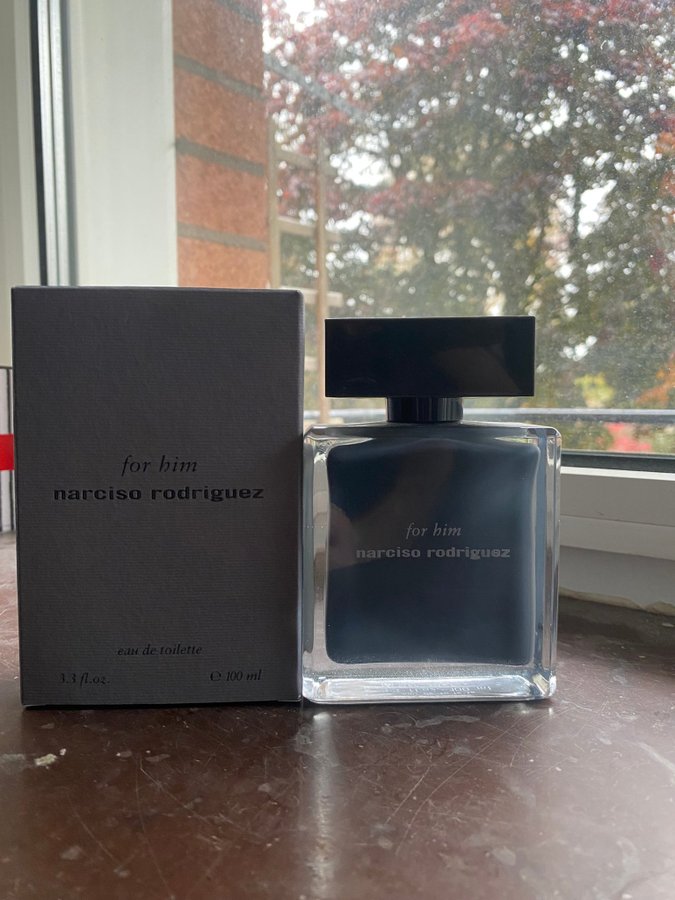 for him
narciso rodriguez
eau de toilette
3.3 fl.oz. ℮ 100 ml
for him
narciso rodriguez